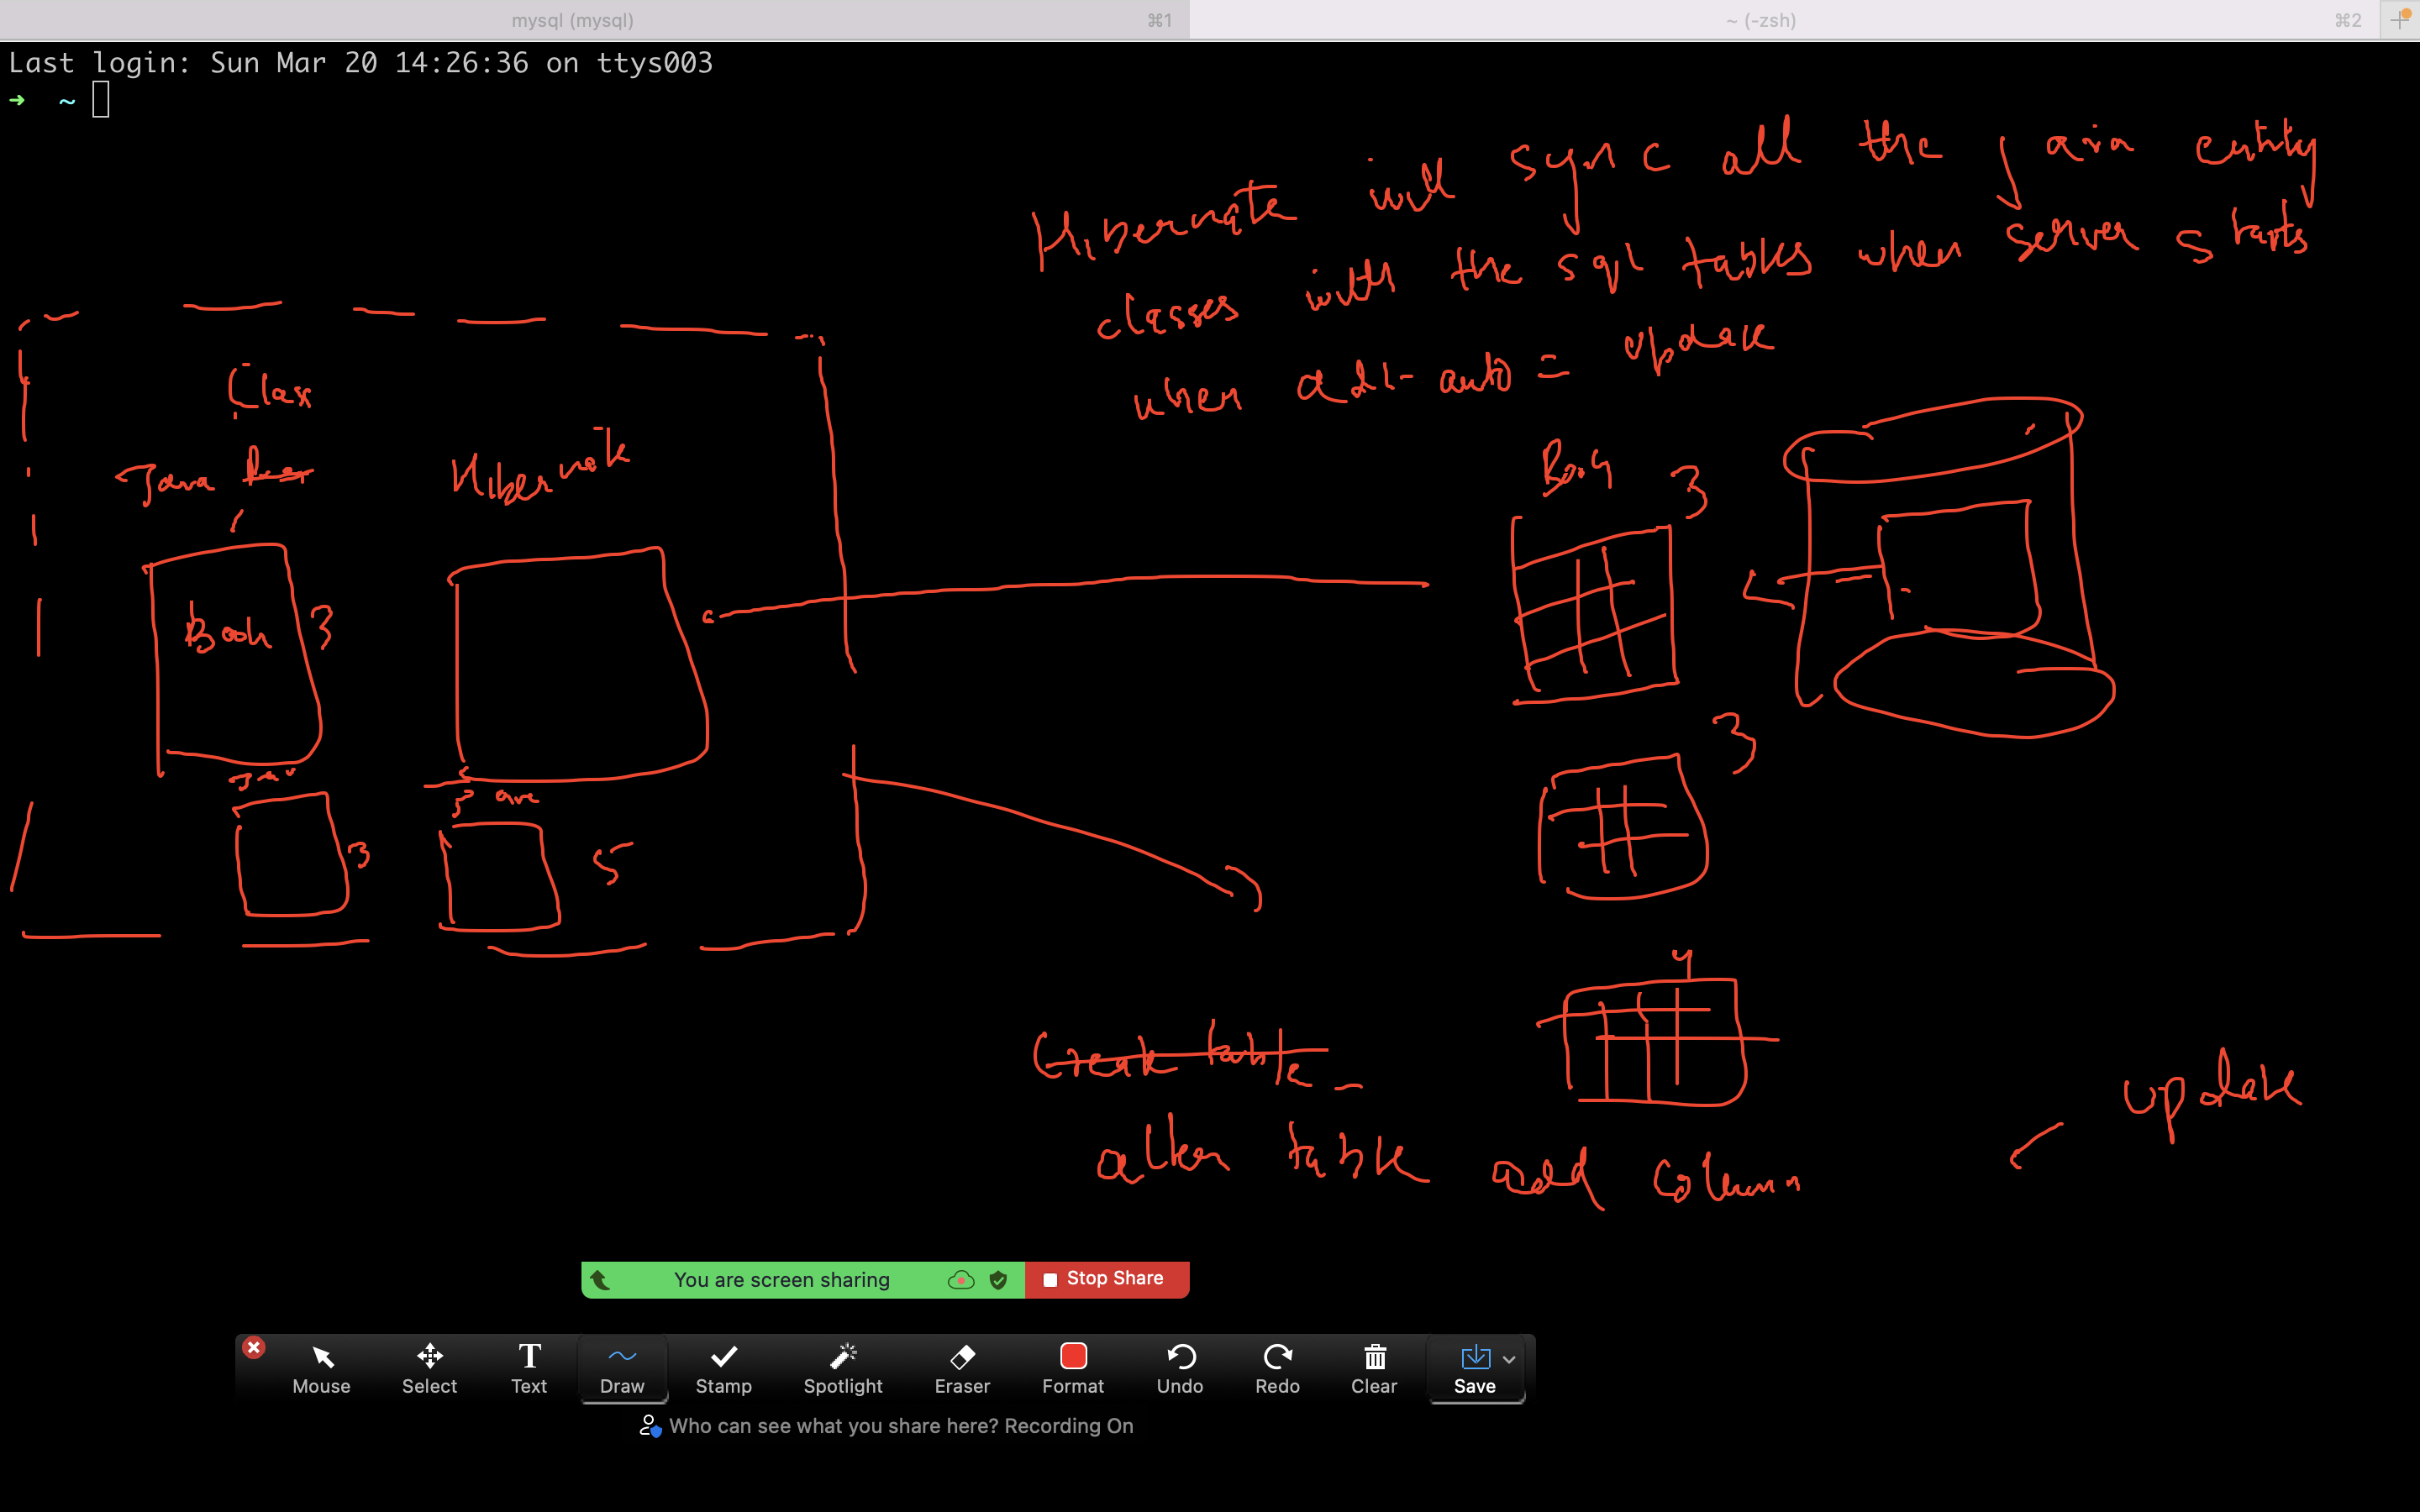 mysql (mysql) ⌘1 ~ (-zsh) ⌘2
Last login: Sun Mar 20 14:26:36 on ttys003
➜ ~
Hibernate will sync all the java entity
classes with the sql tables when server starts
when ddl-auto = update
Class
Java
Hibernate
Book 3
3
3
5
3
4
Create table
alter table add column
update
You are screen sharing Stop Share
Mouse Select Text Draw Stamp Spotlight Eraser Format Undo Redo Clear Save
Who can see what you share here? Recording On